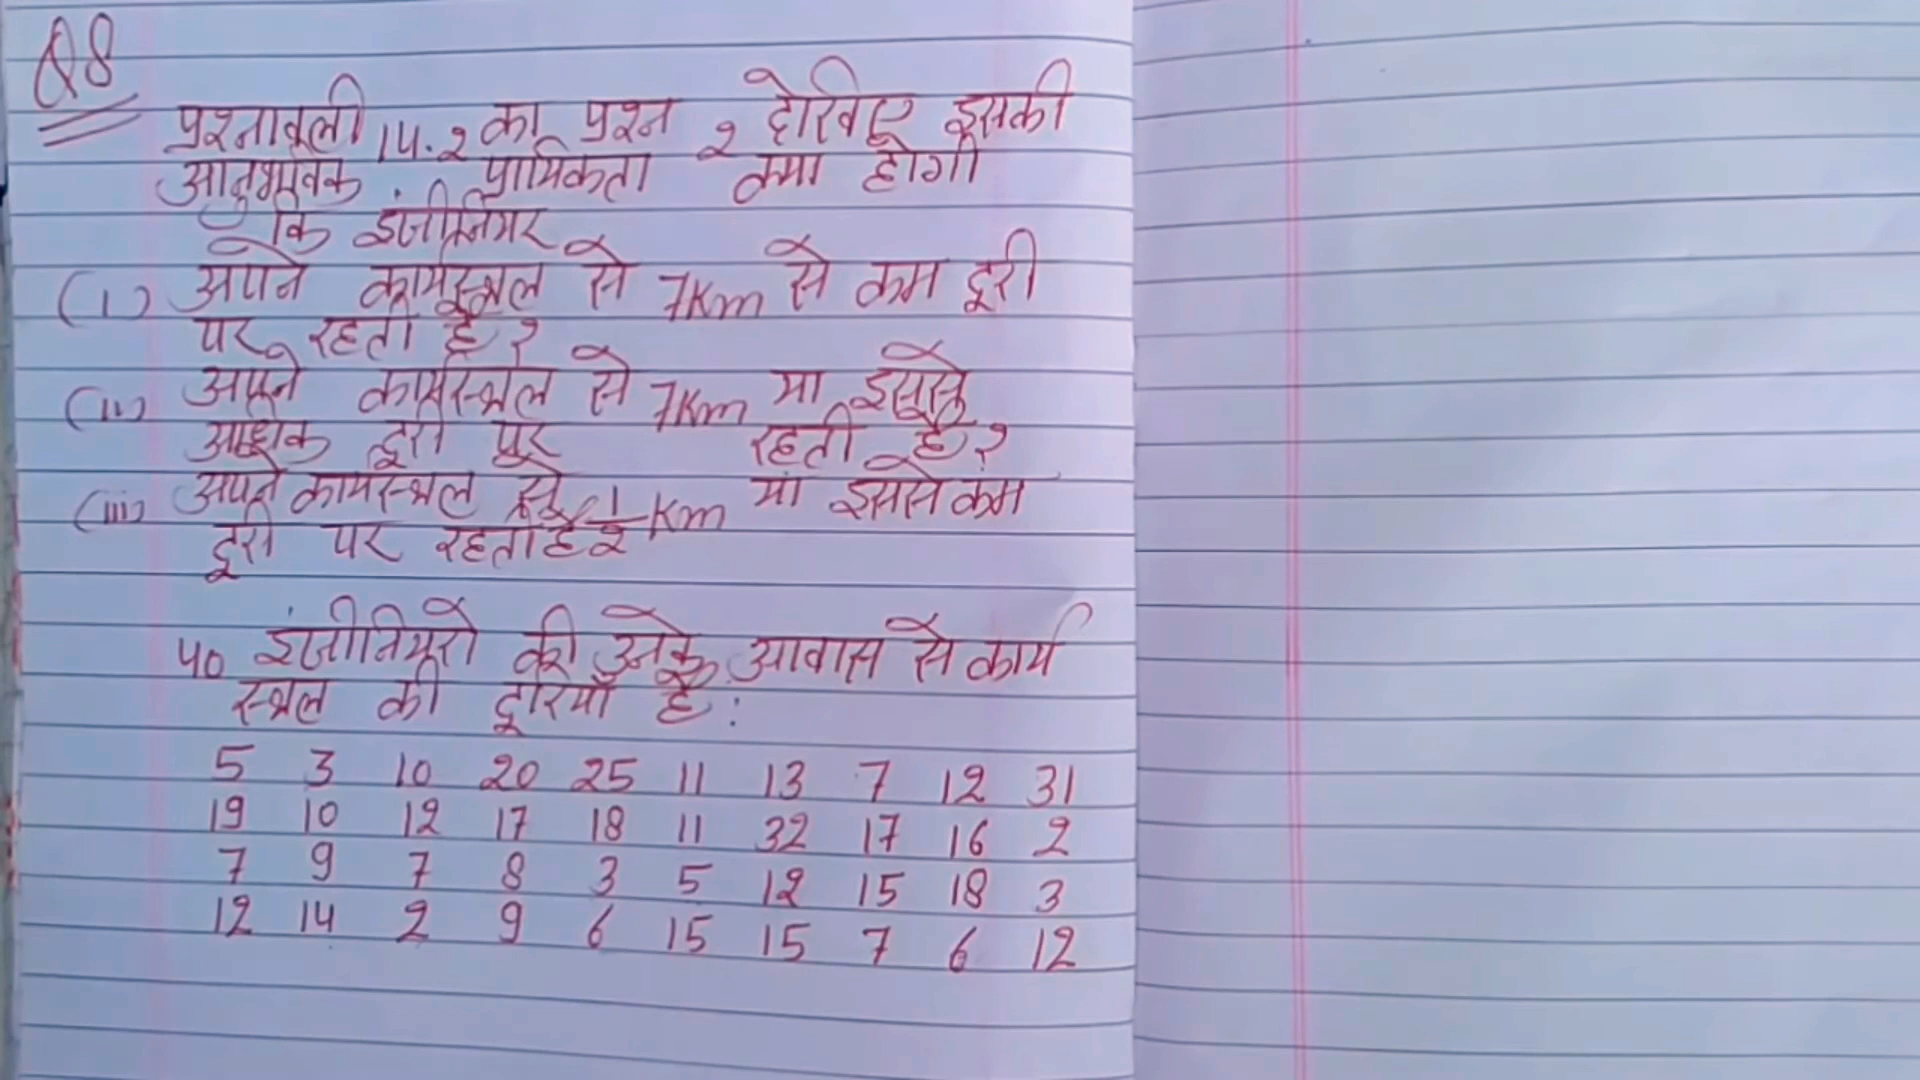 Q8
प्रश्नावली 14.2 का प्रश्न 2 देखिए इसकी
आनुभविक प्रायिकता क्या होगी
कि इंजीनियर
(i) अपने कार्यस्थल से 7Km से कम दूरी
पर रहती है?
(ii) अपने कार्यस्थल से 7Km या इससे
अधिक दूरी पर रहती है?
(iii) अपने कार्यस्थल से 1/2 Km या इससे कम
दूरी पर रहती है
40 इंजीनियरो की उनके आवास से कार्य
स्थल की दूरियाँ है:
5 3 10 20 25 11 13 7 12 31
19 10 12 17 18 11 32 17 16 2
7 9 7 8 3 5 12 15 18 3
12 14 2 9 6 15 15 7 6 12